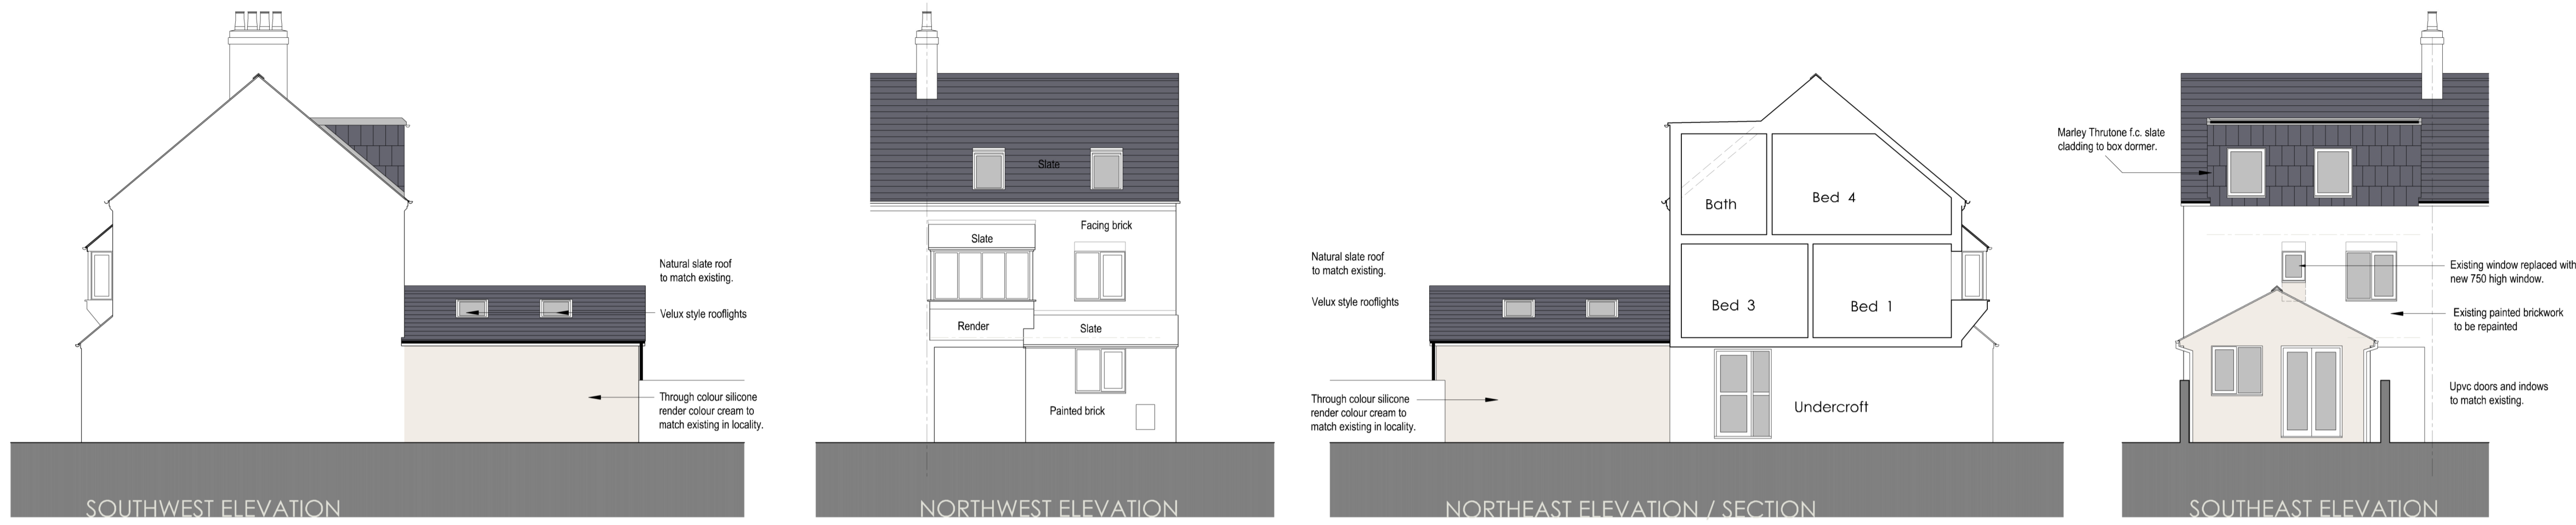 Natural slate roof
to match existing.
Velux style rooflights
Through colour silicone
render colour cream to
match existing in locality.
SOUTHWEST ELEVATION
Slate
Facing brick
Slate
Render
Slate
Painted brick
NORTHWEST ELEVATION
Natural slate roof
to match existing.
Velux style rooflights
Through colour silicone
render colour cream to
match existing in locality.
Bath
Bed 4
Bed 3
Bed 1
Undercroft
NORTHEAST ELEVATION / SECTION
Marley Thrutone f.c. slate
cladding to box dormer.
Existing window replaced with
new 750 high window.
Existing painted brickwork
to be repainted
Upvc doors and indows
to match existing.
SOUTHEAST ELEVATION